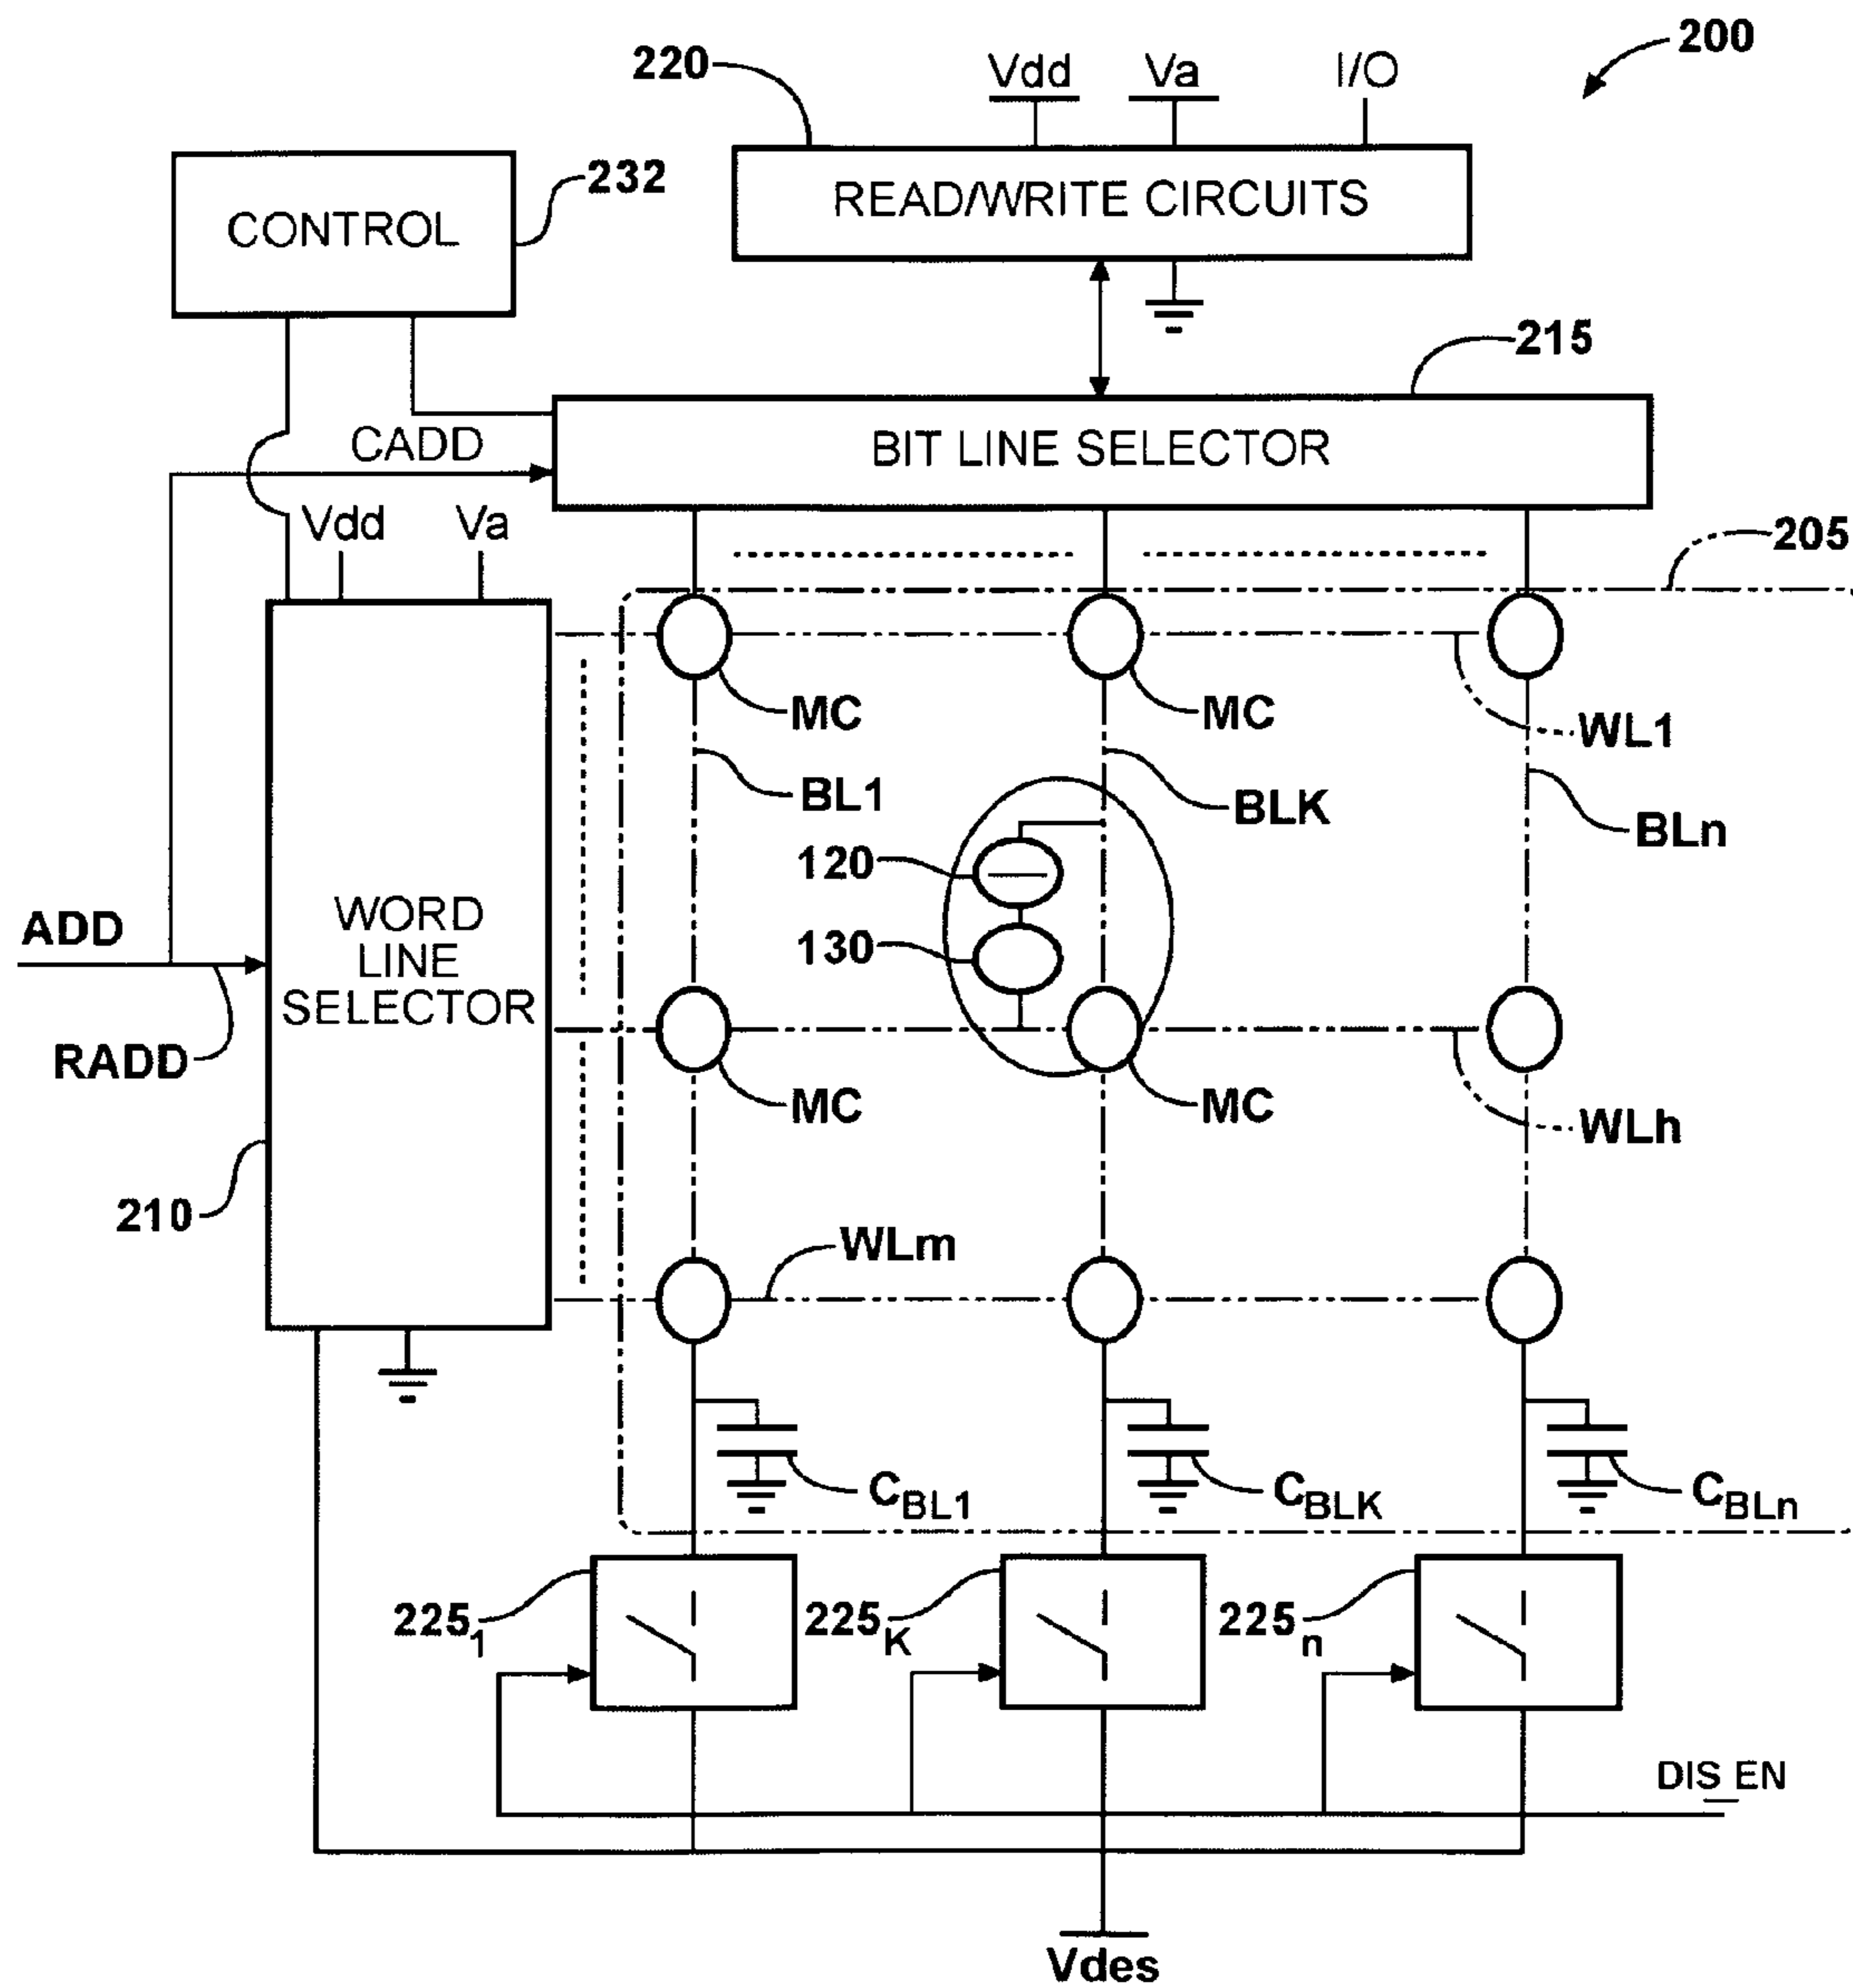 200
220
Vdd
Va
I/O
232
READ/WRITE CIRCUITS
CONTROL
215
CADD
BIT LINE SELECTOR
Vdd
Va
205
MC
MC
WL1
BL1
BLK
BLn
120
ADD
WORD
LINE
SELECTOR
130
RADD
MC
MC
WLh
210
WLm
CBL1
CBLK
CBLn
2251
225K
225n
DIS_EN
Vdes